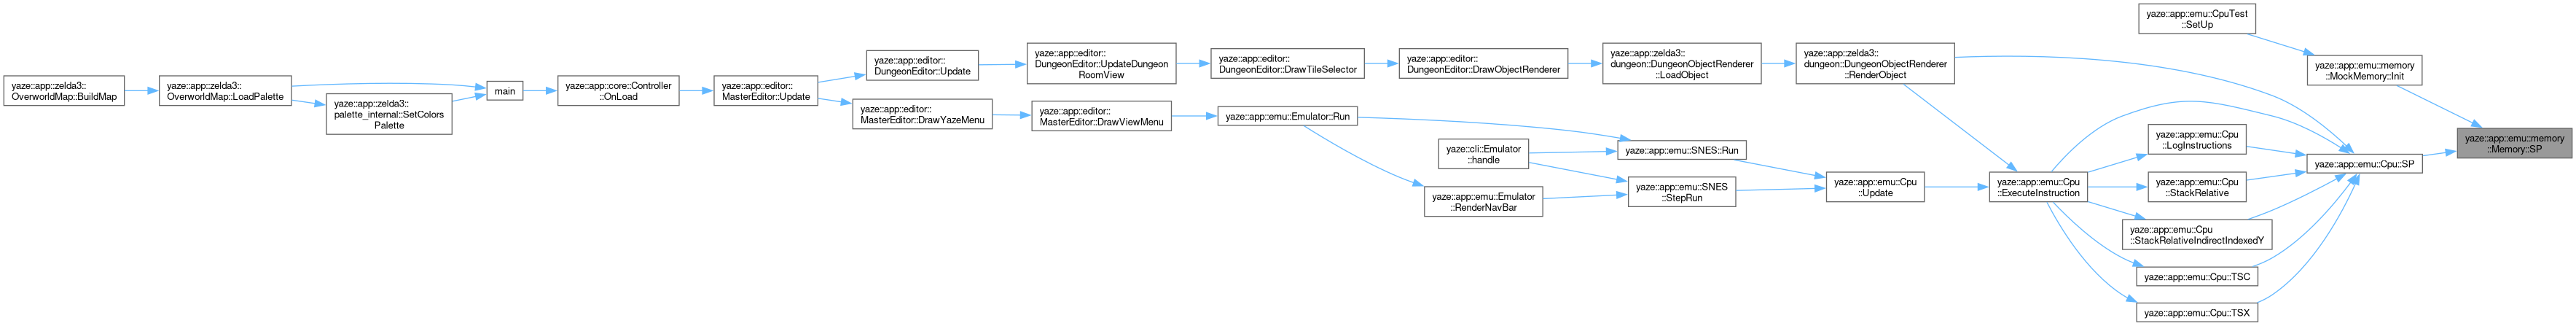 yaze::app::zelda3::
OverworldMap::BuildMap
yaze::app::zelda3::
OverworldMap::LoadPalette
yaze::app::zelda3::
palette_internal::SetColors
Palette
main
yaze::app::core::Controller
::OnLoad
yaze::app::editor::
MasterEditor::Update
yaze::app::editor::
DungeonEditor::Update
yaze::app::editor::
MasterEditor::DrawYazeMenu
yaze::app::editor::
DungeonEditor::UpdateDungeon
RoomView
yaze::app::editor::
MasterEditor::DrawViewMenu
yaze::app::editor::
DungeonEditor::DrawTileSelector
yaze::app::emu::Emulator::Run
yaze::app::editor::
DungeonEditor::DrawObjectRenderer
yaze::cli::Emulator
::handle
yaze::app::emu::Emulator
::RenderNavBar
yaze::app::zelda3::
dungeon::DungeonObjectRenderer
::LoadObject
yaze::app::emu::SNES::Run
yaze::app::emu::SNES
::StepRun
yaze::app::zelda3::
dungeon::DungeonObjectRenderer
::RenderObject
yaze::app::emu::Cpu
::Update
yaze::app::emu::Cpu
::ExecuteInstruction
yaze::app::emu::CpuTest
::SetUp
yaze::app::emu::memory
::MockMemory::Init
yaze::app::emu::Cpu
::LogInstructions
yaze::app::emu::Cpu
::StackRelative
yaze::app::emu::Cpu
::StackRelativeIndirectIndexedY
yaze::app::emu::Cpu::TSC
yaze::app::emu::Cpu::TSX
yaze::app::emu::Cpu::SP
yaze::app::emu::memory
::Memory::SP